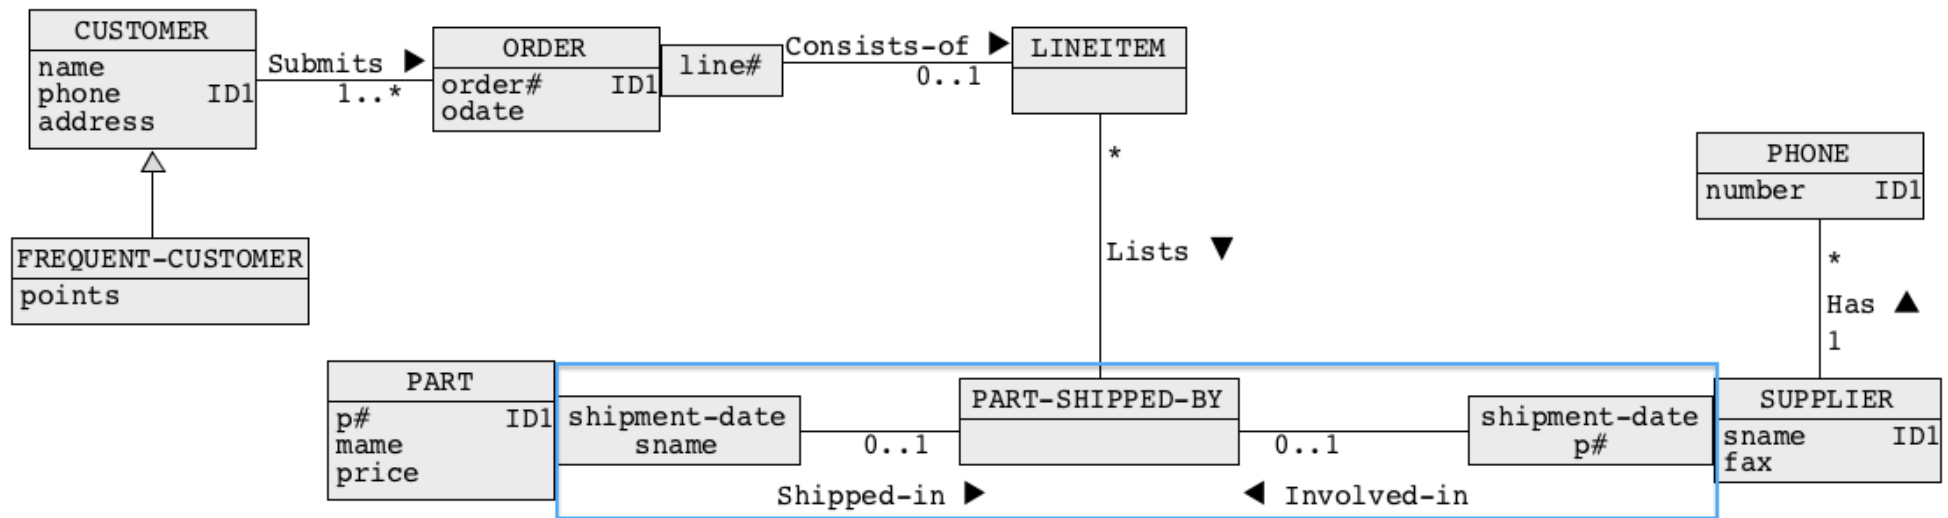 CUSTOMER
name
phone ID1
address
Submits ▶
1..*
ORDER
order# ID1
odate
line#
Consists-of ▶
0..1
LINEITEM
*
Lists ▼
PHONE
number ID1
*
Has ▲
1
FREQUENT-CUSTOMER
points
PART
p# ID1
mame
price
shipment-date
sname
0..1
Shipped-in ▶
PART-SHIPPED-BY
0..1
◀ Involved-in
shipment-date
p#
SUPPLIER
sname ID1
fax